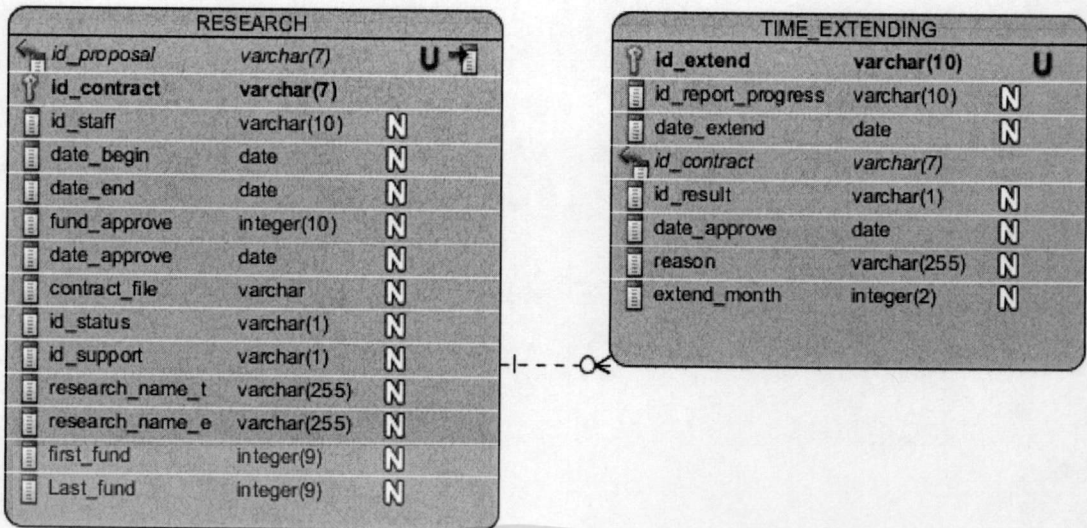 RESEARCH
id_proposal varchar(7) U
id_contract varchar(7)
id_staff varchar(10) N
date_begin date N
date_end date N
fund_approve integer(10) N
date_approve date N
contract_file varchar N
id_status varchar(1) N
id_support varchar(1) N
research_name_t varchar(255) N
research_name_e varchar(255) N
first_fund integer(9) N
Last_fund integer(9) N
TIME_EXTENDING
id_extend varchar(10) U
id_report_progress varchar(10) N
date_extend date N
id_contract varchar(7)
id_result varchar(1) N
date_approve date N
reason varchar(255) N
extend_month integer(2) N